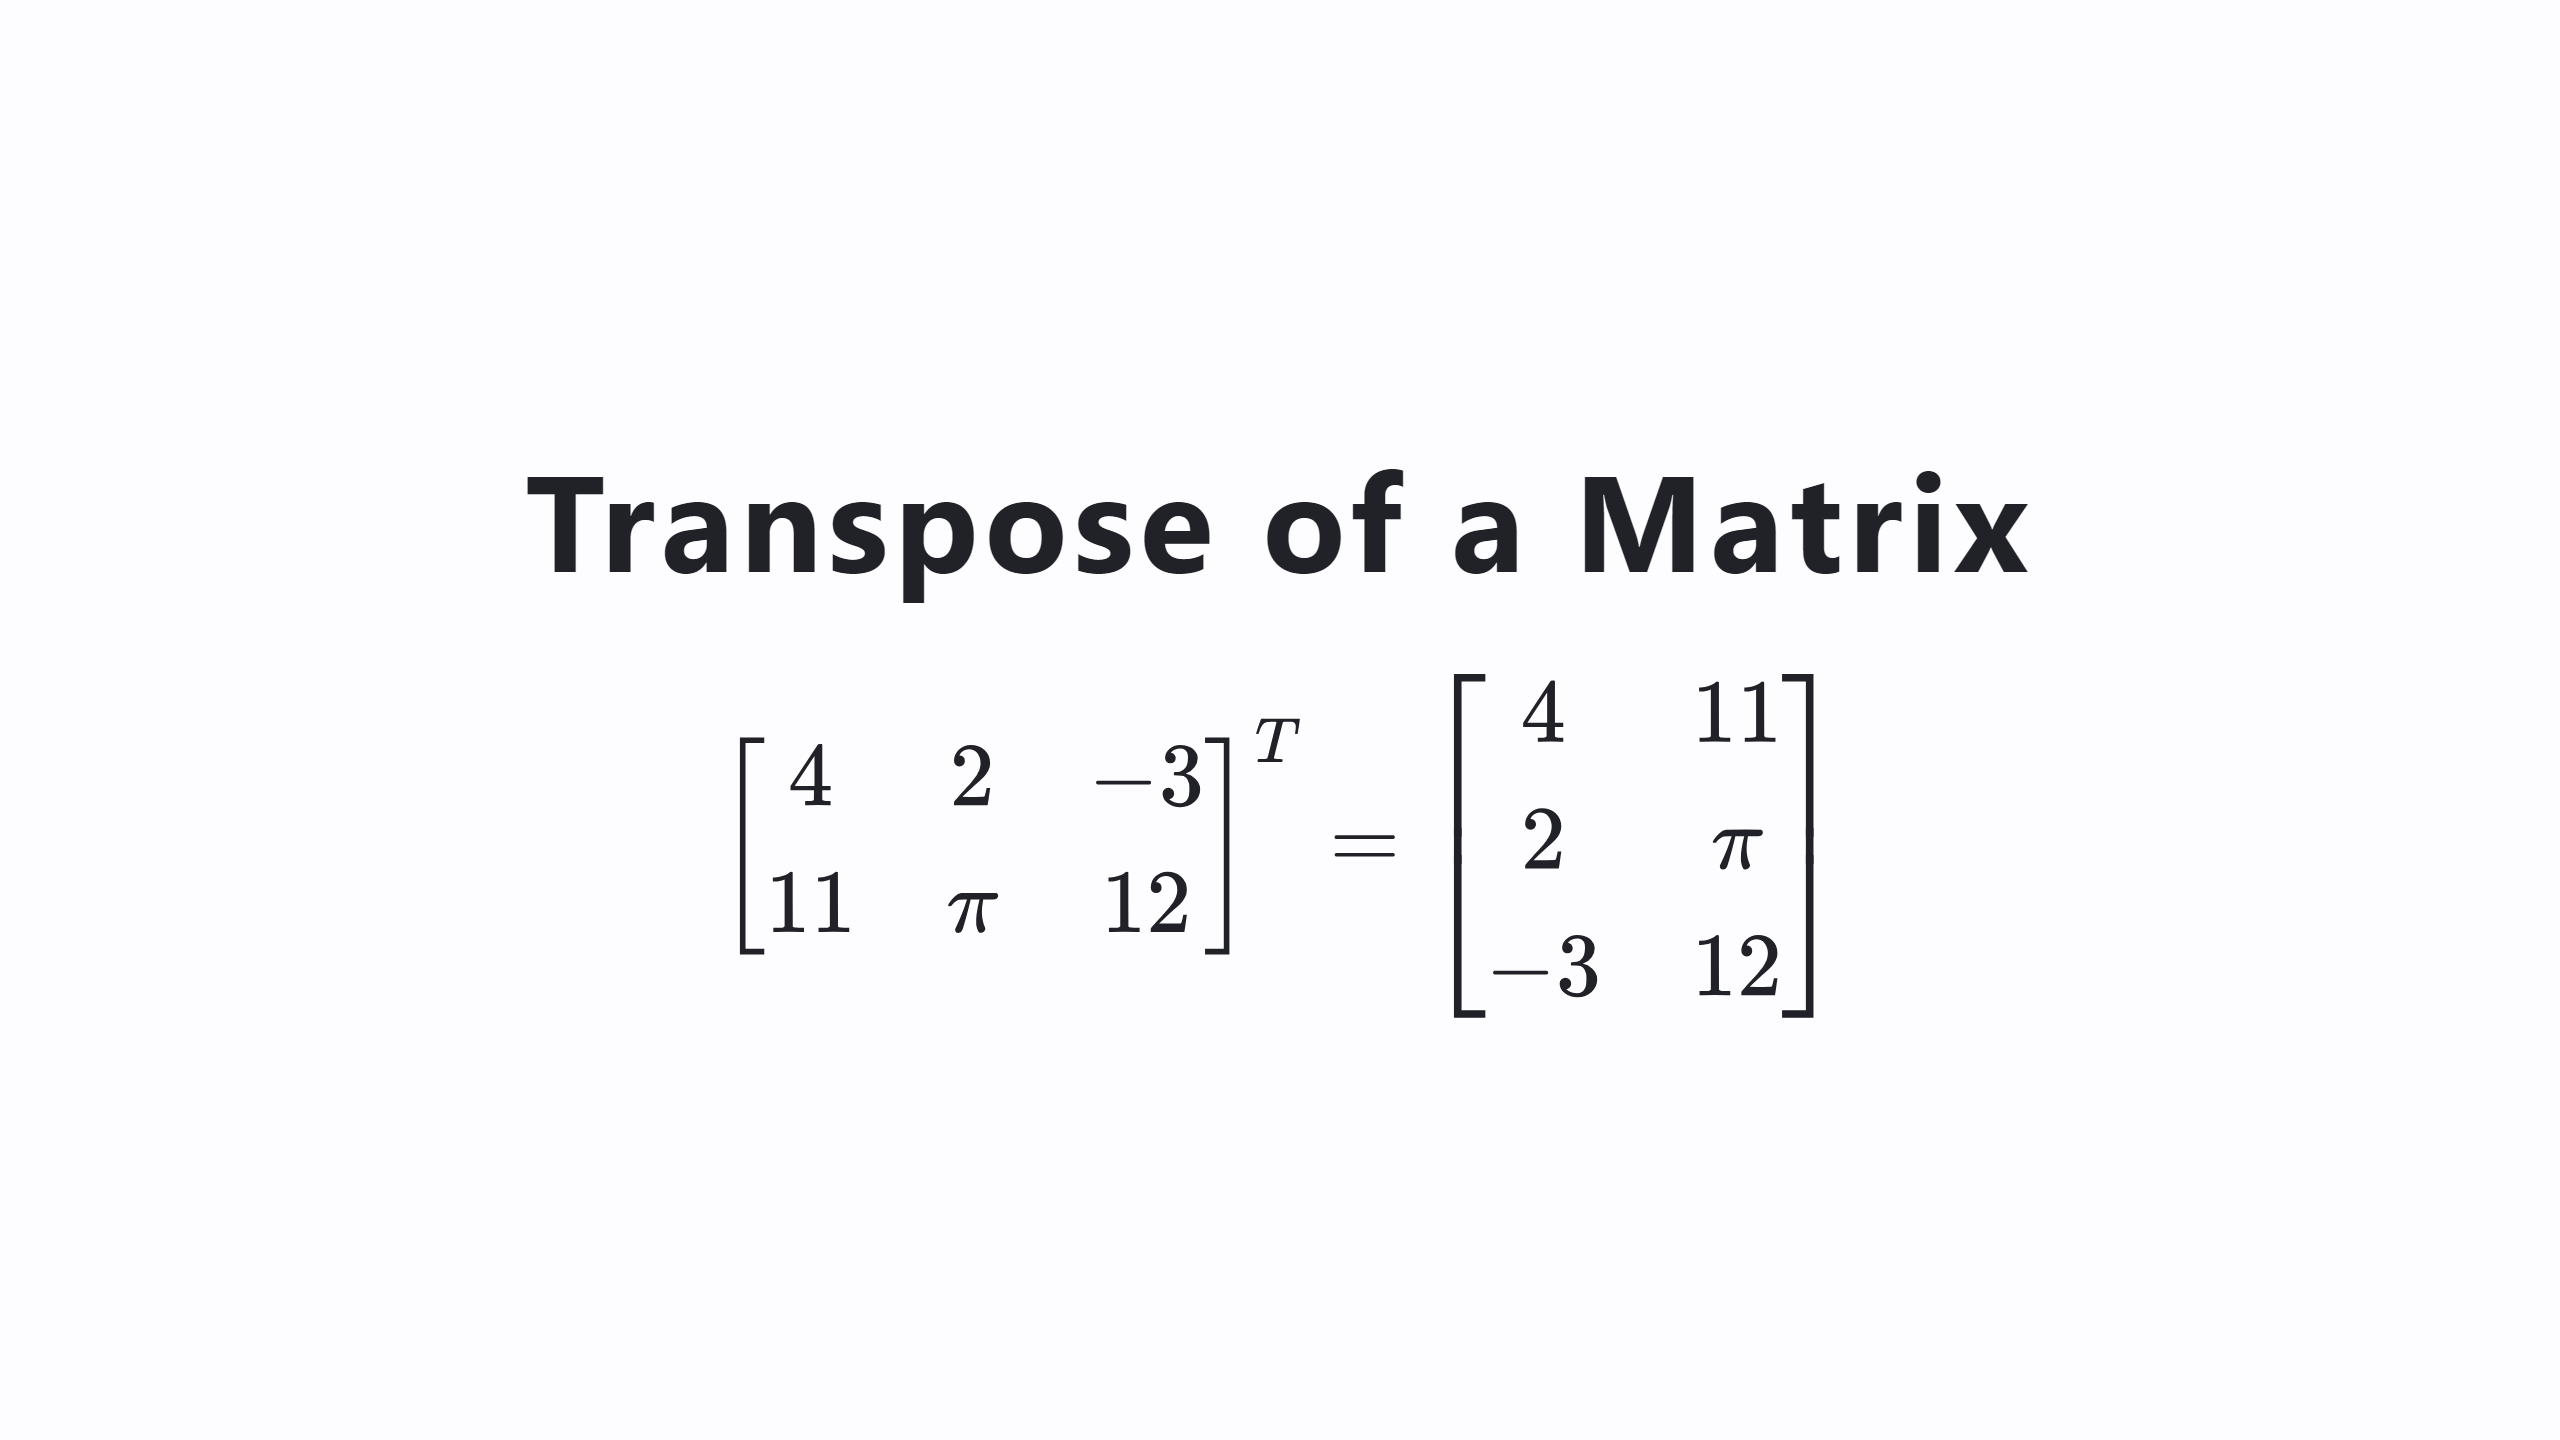 Transpose of a Matrix
[4 2 −3; 11 π 12]^T = [4 11; 2 π; −3 12]